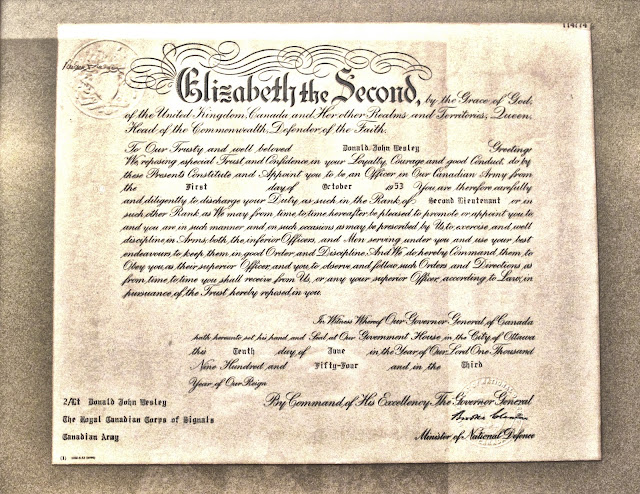 114774
Elizabeth the Second, by the Grace of God,
of the United Kingdom, Canada and Her other Realms and Territories, Queen,
Head of the Commonwealth, Defender of the Faith.
To Our Trusty and well beloved Donald John Wesley Greeting
We reposing especial Trust and Confidence in your Loyalty, Courage and good Conduct, do by
these Presents Constitute and Appoint you to be an Officer in Our Canadian Army from
the First day of October 1953 You are therefore carefully
and diligently to discharge your Duty as such in the Rank of Second Lieutenant or in
such other Rank as We may from time to time hereafter be pleased to promote or appoint you to
and you are in such manner and on such occasions as may be prescribed by Us to exercise and well
discipline in Arms, both the inferior Officers, and Men serving under you and use your best
endeavours to keep them in good Order and Discipline. And We do hereby Command them to
Obey you as their superior Officer and you to observe and follow such Orders and Directions as
from time to time you shall receive from Us, or any your superior Officer, according to Law, in
pursuance of the Trust hereby reposed in you.
In Witness Whereof Our Governor General of Canada
hath hereunto set his hand and Seal at Our Government House in the City of Ottawa
this Tenth day of June in the Year of Our Lord One Thousand
Nine Hundred and Fifty-Four and in the Third
Year of Our Reign
By Command of His Excellency The Governor General
2/Lt Donald John Wesley
The Royal Canadian Corps of Signals
Canadian Army
Minister of National Defence